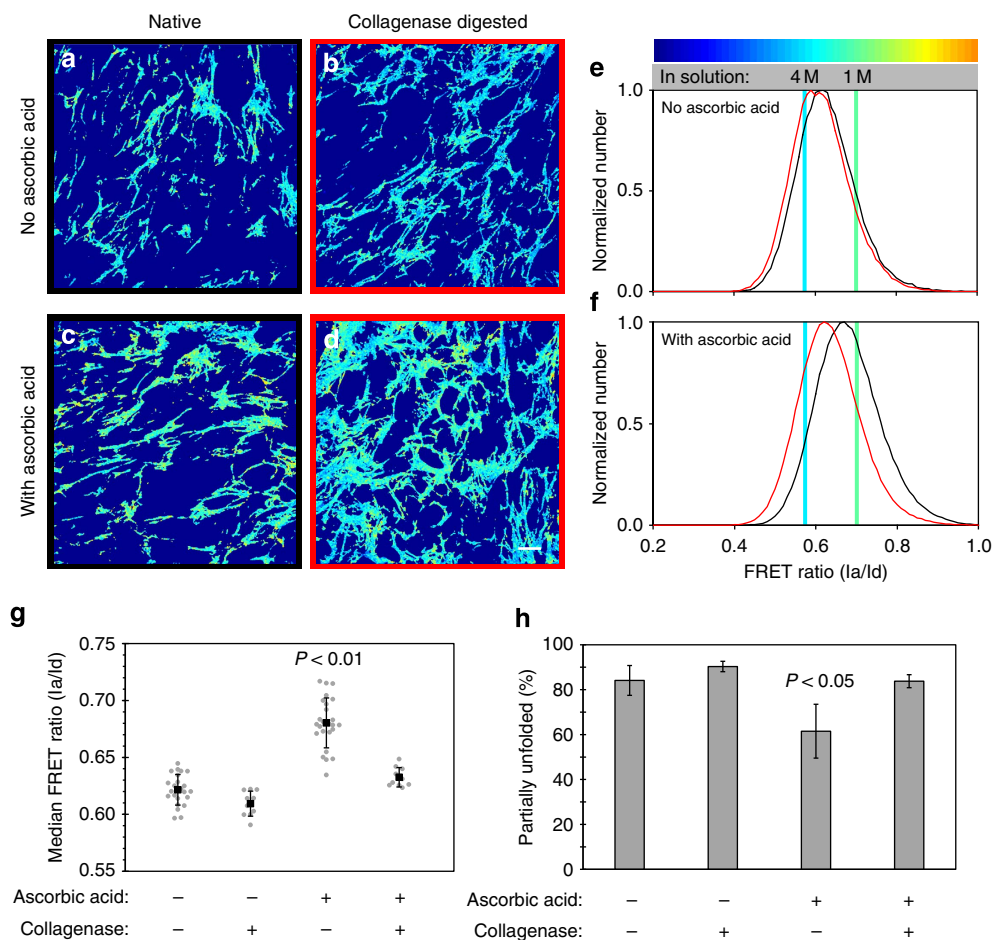 Native
Collagenase digested
No ascorbic acid
With ascorbic acid
a
b
c
d
e
In solution: 4 M 1 M
No ascorbic acid
Normalized number
1.0
0.5
0.0
f
With ascorbic acid
Normalized number
1.0
0.5
0.0
0.2 0.4 0.6 0.8 1.0
FRET ratio (Ia/Id)
g
Median FRET ratio (Ia/Id)
0.75
0.70
0.65
0.60
0.55
P < 0.01
Ascorbic acid: – – + +
Collagenase: – + – +
h
Partially unfolded (%)
100
80
60
40
20
0
P < 0.05
Ascorbic acid: – – + +
Collagenase: – + – +